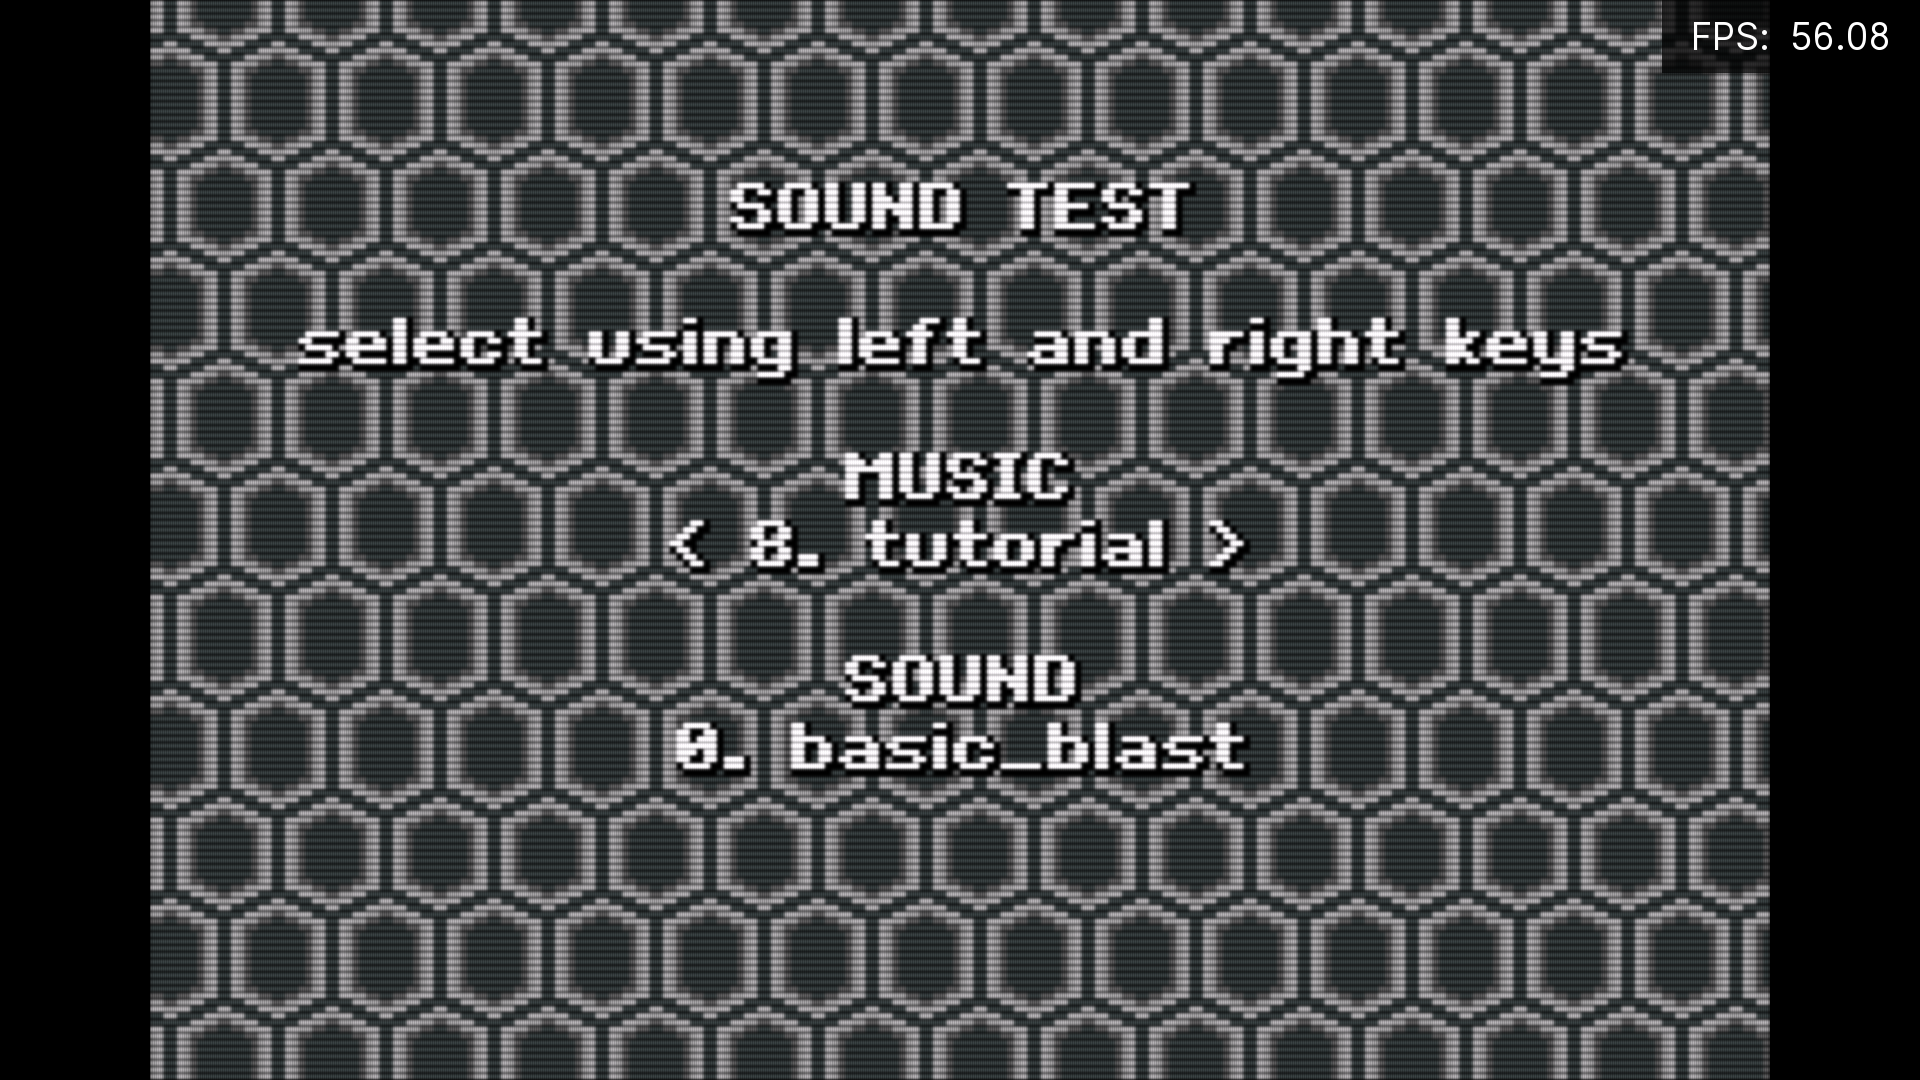 FPS: 56.08
SOUND TEST
select using left and right keys
MUSIC
< 8. tutorial >
SOUND
0. basic_blast